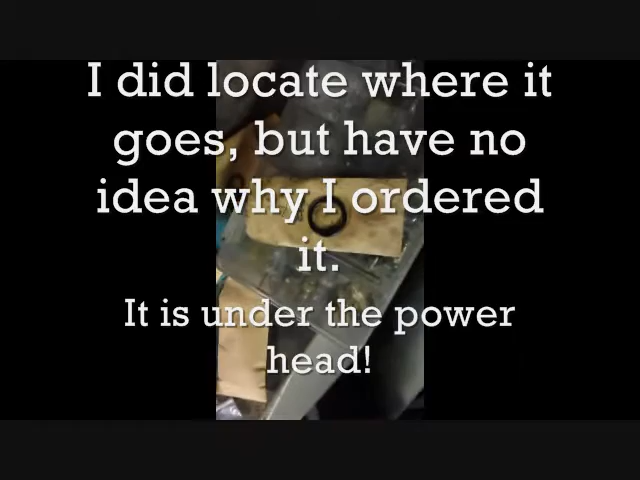 I did locate where it
goes, but have no
idea why I ordered
it.
It is under the power
head!